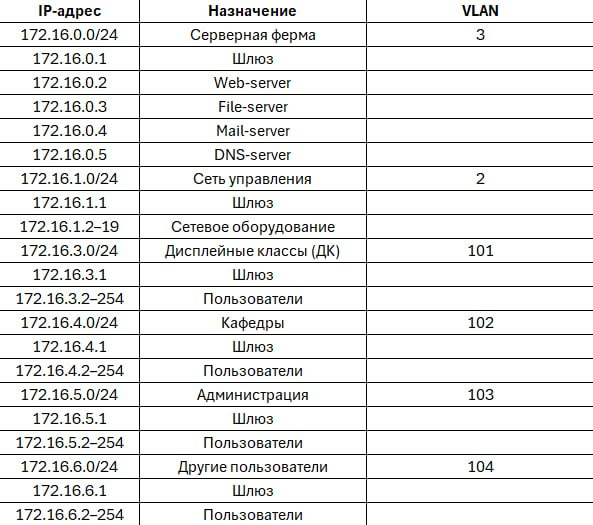 IP-адрес Назначение VLAN
172.16.0.0/24 Серверная ферма 3
172.16.0.1 Шлюз
172.16.0.2 Web-server
172.16.0.3 File-server
172.16.0.4 Mail-server
172.16.0.5 DNS-server
172.16.1.0/24 Сеть управления 2
172.16.1.1 Шлюз
172.16.1.2–19 Сетевое оборудование
172.16.3.0/24 Дисплейные классы (ДК) 101
172.16.3.1 Шлюз
172.16.3.2–254 Пользователи
172.16.4.0/24 Кафедры 102
172.16.4.1 Шлюз
172.16.4.2–254 Пользователи
172.16.5.0/24 Администрация 103
172.16.5.1 Шлюз
172.16.5.2–254 Пользователи
172.16.6.0/24 Другие пользователи 104
172.16.6.1 Шлюз
172.16.6.2–254 Пользователи